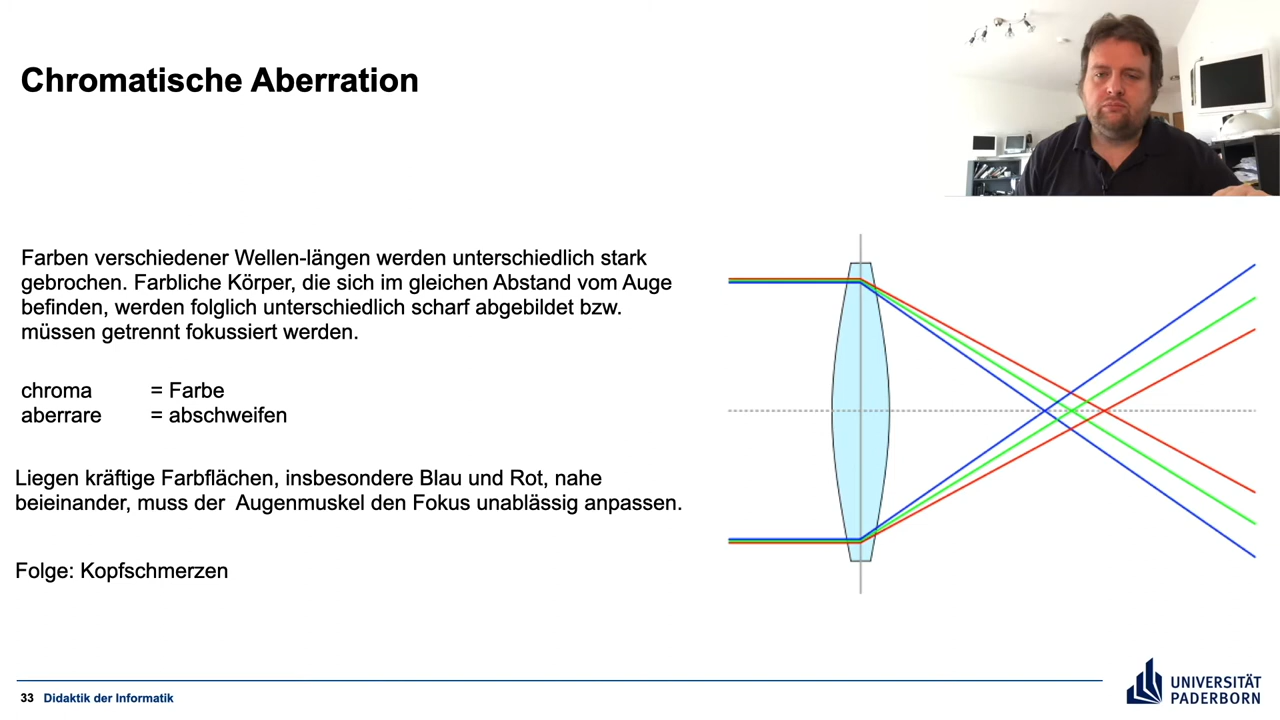 Chromatische Aberration
Farben verschiedener Wellen-längen werden unterschiedlich stark
gebrochen. Farbliche Körper, die sich im gleichen Abstand vom Auge
befinden, werden folglich unterschiedlich scharf abgebildet bzw.
müssen getrennt fokussiert werden.
chroma = Farbe
aberrare = abschweifen
Liegen kräftige Farbflächen, insbesondere Blau und Rot, nahe
beieinander, muss der  Augenmuskel den Fokus unablässig anpassen.
Folge: Kopfschmerzen
33 Didaktik der Informatik
UNIVERSITÄT
PADERBORN